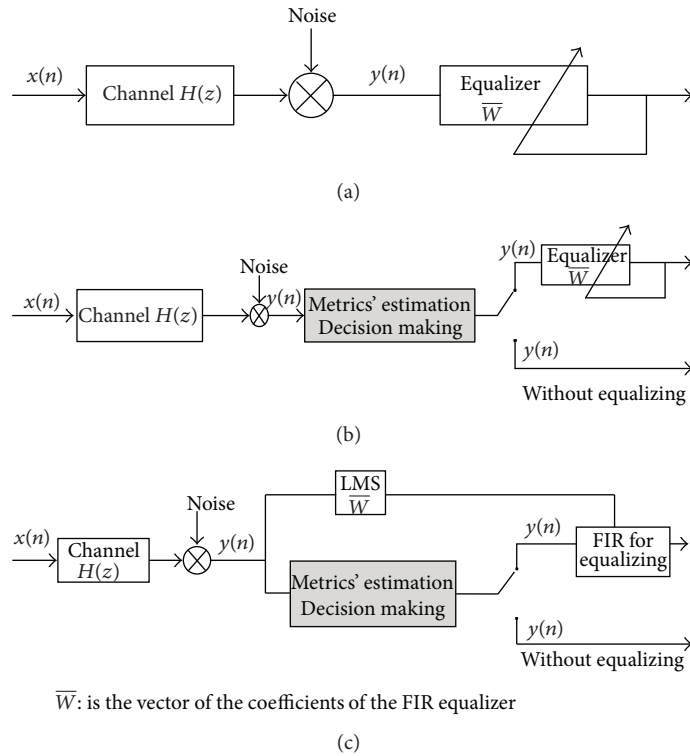 Noise
x(n)
Channel H(z)
y(n)
Equalizer
W̅
(a)
Noise
x(n)
Channel H(z)
y(n)
Metrics' estimation
Decision making
y(n)
Equalizer
W̅
y(n)
Without equalizing
(b)
LMS
W̅
Noise
x(n)
Channel
H(z)
y(n)
Metrics' estimation
Decision making
y(n)
FIR for
equalizing
y(n)
Without equalizing
W̅: is the vector of the coefficients of the FIR equalizer
(c)